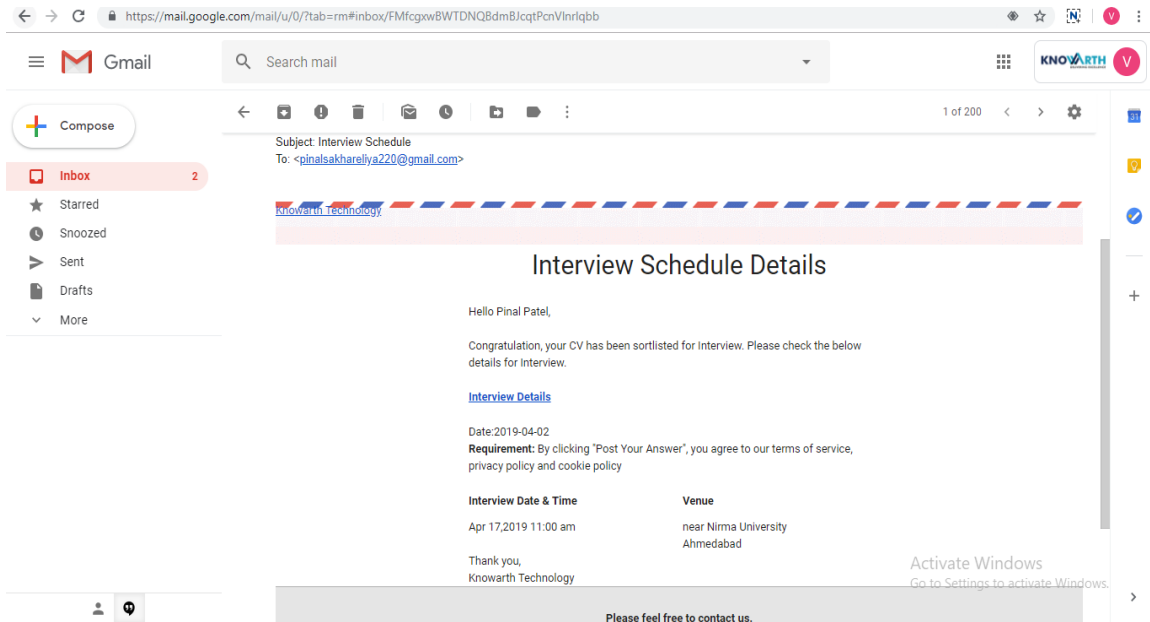 https://mail.google.com/mail/u/0/?tab=rm#inbox/FMfcgxwBWTDNQBdmBJcqtPcnVlnrlqbb
N
V
Gmail
Search mail
KNOWARTH
V
Compose
1 of 200
31
Subject: Interview Schedule
To: <pinalsakhareliya220@gmail.com>
Inbox 2
Starred
Snoozed
Sent
Drafts
More
Knowarth Technology
Interview Schedule Details
Hello Pinal Patel,
Congratulation, your CV has been sortlisted for Interview. Please check the below
details for Interview.
Interview Details
Date:2019-04-02
Requirement: By clicking "Post Your Answer", you agree to our terms of service,
privacy policy and cookie policy
Interview Date & Time Venue
Apr 17,2019 11:00 am near Nirma University
Ahmedabad
Thank you,
Knowarth Technology
Please feel free to contact us.
Activate Windows
Go to Settings to activate Windows.